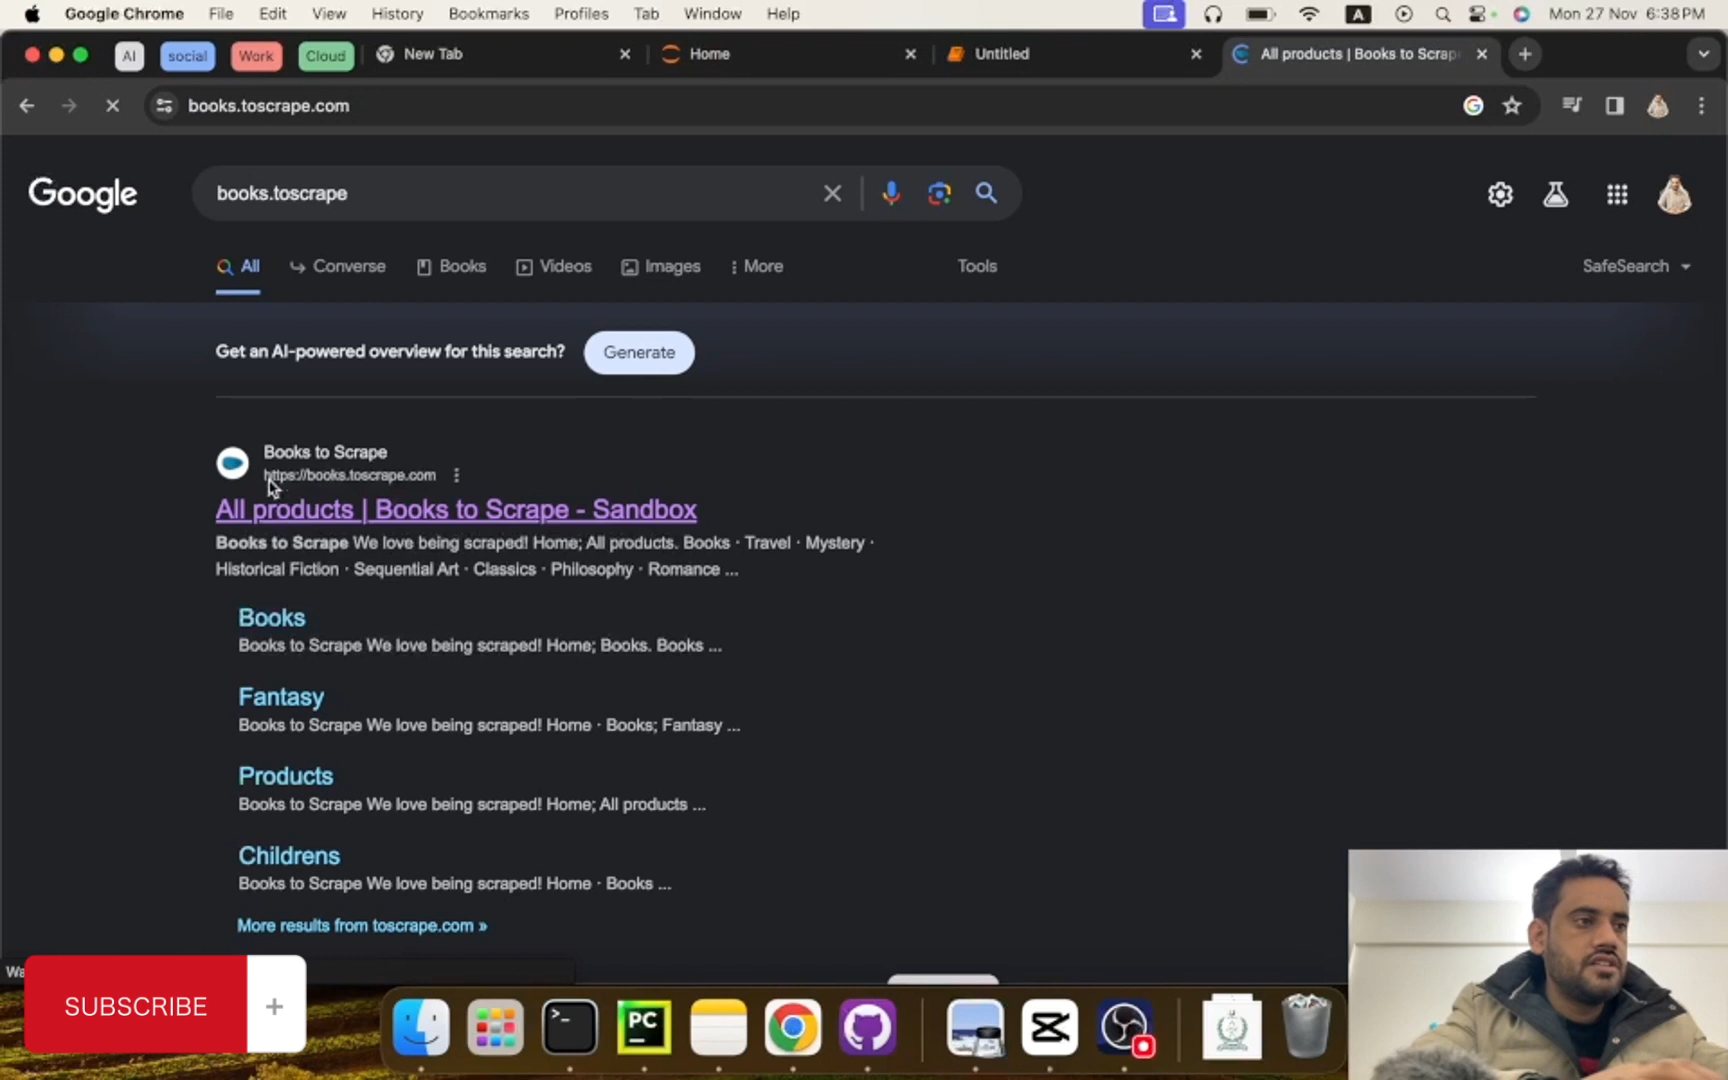 Google Chrome File Edit View History Bookmarks Profiles Tab Window Help A Mon 27 Nov 6:38 PM
AI social Work Cloud New Tab Home Untitled All products | Books to Scrap
books.toscrape.com
Google books.toscrape
All Converse Books Videos Images More Tools SafeSearch
Get an AI-powered overview for this search? Generate
Books to Scrape
https://books.toscrape.com
All products | Books to Scrape - Sandbox
Books to Scrape We love being scraped! Home; All products. Books · Travel · Mystery ·
Historical Fiction · Sequential Art · Classics · Philosophy · Romance ...
Books
Books to Scrape We love being scraped! Home; Books. Books ...
Fantasy
Books to Scrape We love being scraped! Home · Books; Fantasy ...
Products
Books to Scrape We love being scraped! Home; All products ...
Childrens
Books to Scrape We love being scraped! Home · Books ...
More results from toscrape.com »
SUBSCRIBE +
PC